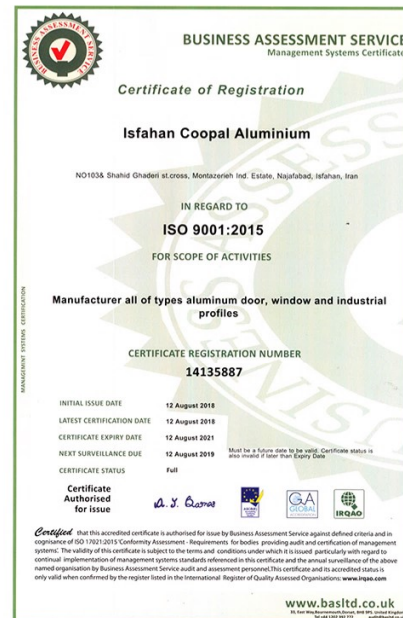 BUSINESS ASSESSMENT SERVICE
Management Systems Certificate
BUSINESS ASSESSMENT SERVICE
Certificate of Registration
Isfahan Coopal Aluminium
NO103& Shahid Ghaderi st.cross, Montazerieh Ind. Estate, Najafabad, Isfahan, Iran
IN REGARD TO
ISO 9001:2015
FOR SCOPE OF ACTIVITIES
Manufacturer all of types aluminum door, window and industrial
profiles
MANAGEMENT SYSTEMS CERTIFICATION
CERTIFICATE REGISTRATION NUMBER
14135887
INITIAL ISSUE DATE 12 August 2018
LATEST CERTIFICATION DATE 12 August 2018
CERTIFICATE EXPIRY DATE 12 August 2021
NEXT SURVEILLANCE DUE 12 August 2019 Must be a future date to be valid. Certificate status is
also invalid if later than Expiry Date
CERTIFICATE STATUS Full
Certificate
Authorised
for issue
GA
GLOBAL
IRQAO
Certified that this accredited certificate is authorised for issue by Business Assessment Service against defined criteria and in
cognisance of ISO 17021:2015 'Conformity Assessment - Requirements for bodies providing audit and certification of management
systems'. The validity of this certificate is subject to the terms and conditions under which it is issued particularly with regard to
continual implementation of management systems standards referenced in this certificate and the annual surveillance of the above
named organisation by Business Assessment Service audit and assessment personnel.This certificate and its accredited status is
only valid when confirmed by the register listed in the International Register of Quality Assessed Organisations: www.irqao.com
www.basltd.co.uk